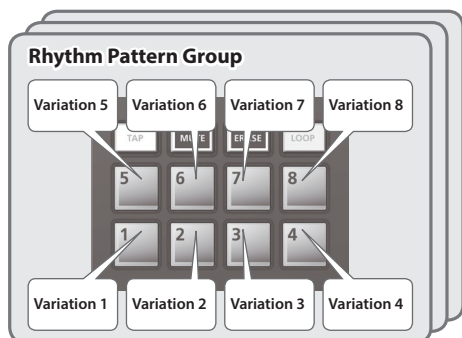 Rhythm Pattern Group
Variation 5 Variation 6 Variation 7 Variation 8
TAP MUTE ERASE LOOP
5 6 7 8
1 2 3 4
Variation 1 Variation 2 Variation 3 Variation 4